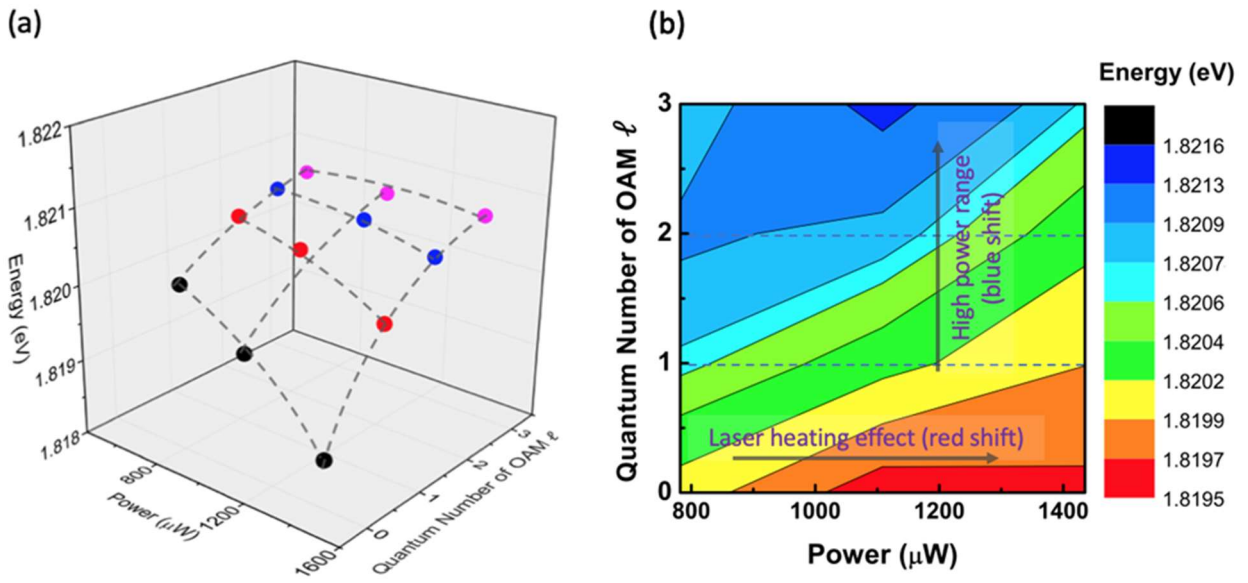 (a)
1.822
1.821
1.820
1.819
1.818
Energy (eV)
800
1200
1600
Power (μW)
0
1
2
3
Quantum Number of OAM ℓ
(b)
3
2
1
0
Quantum Number of OAM ℓ
High power range
(blue shift)
Laser heating effect (red shift)
800
1000
1200
1400
Power (μW)
Energy (eV)
1.8216
1.8213
1.8209
1.8207
1.8206
1.8204
1.8202
1.8199
1.8197
1.8195